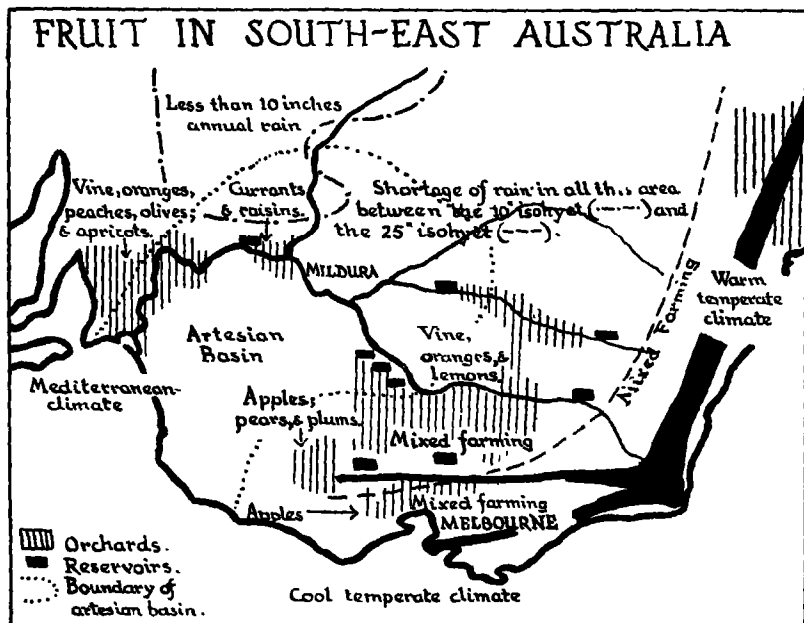 FRUIT IN SOUTH-EAST AUSTRALIA
Less than 10 inches
annual rain
Vine, oranges,
peaches, olives,
& apricots.
Currants
& raisins.
Shortage of rain in all this area
between the 10" isohyet (-·-·-) and
the 25" isohyet (---).
MILDURA
Warm
temperate
climate
Mixed Farming
Artesian
Basin
Vine,
oranges, &
lemons.
Mediterranean
climate
Apples,
pears, & plums.
Mixed farming
Apples
Mixed farming
MELBOURNE
Orchards.
Reservoirs.
Boundary of
artesian basin.
Cool temperate climate